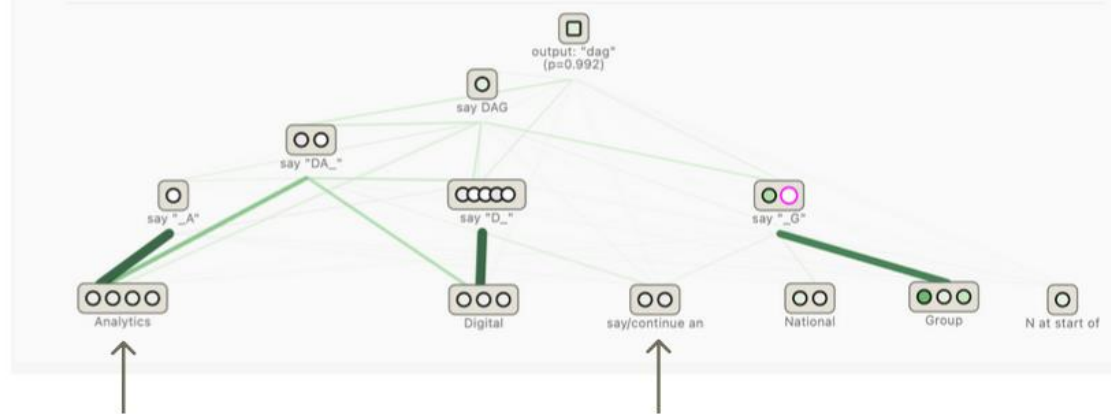 output: "dag"
(p=0.992)
say DAG
say "DA_"
say "_A"
say "D_"
say "_G"
Analytics
Digital
say/continue an
National
Group
N at start of